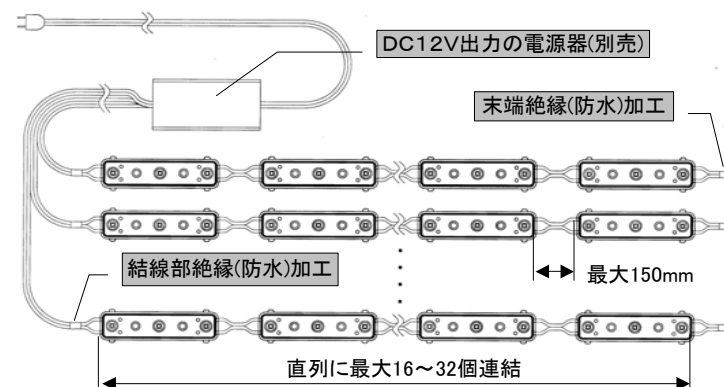 DC12V出力の電源器(別売)
末端絶縁(防水)加工
結線部絶縁(防水)加工
最大150mm
直列に最大16～32個連結